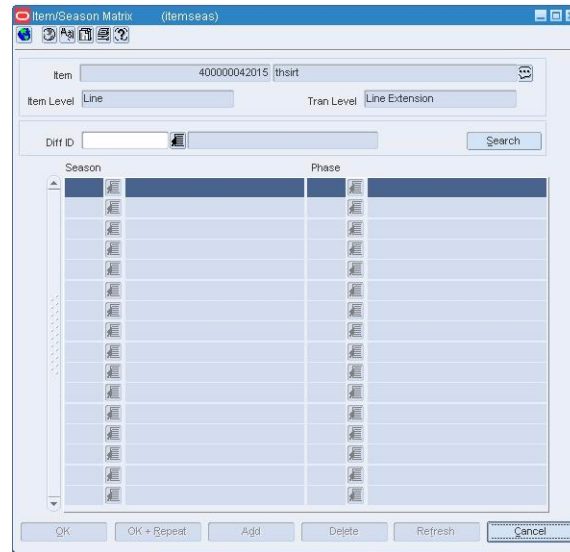 Item/Season Matrix (itemseas)
Item 400000042015 thsirt
Item Level Line Tran Level Line Extension
Diff ID Search
Season Phase
OK OK + Repeat Add Delete Refresh Cancel